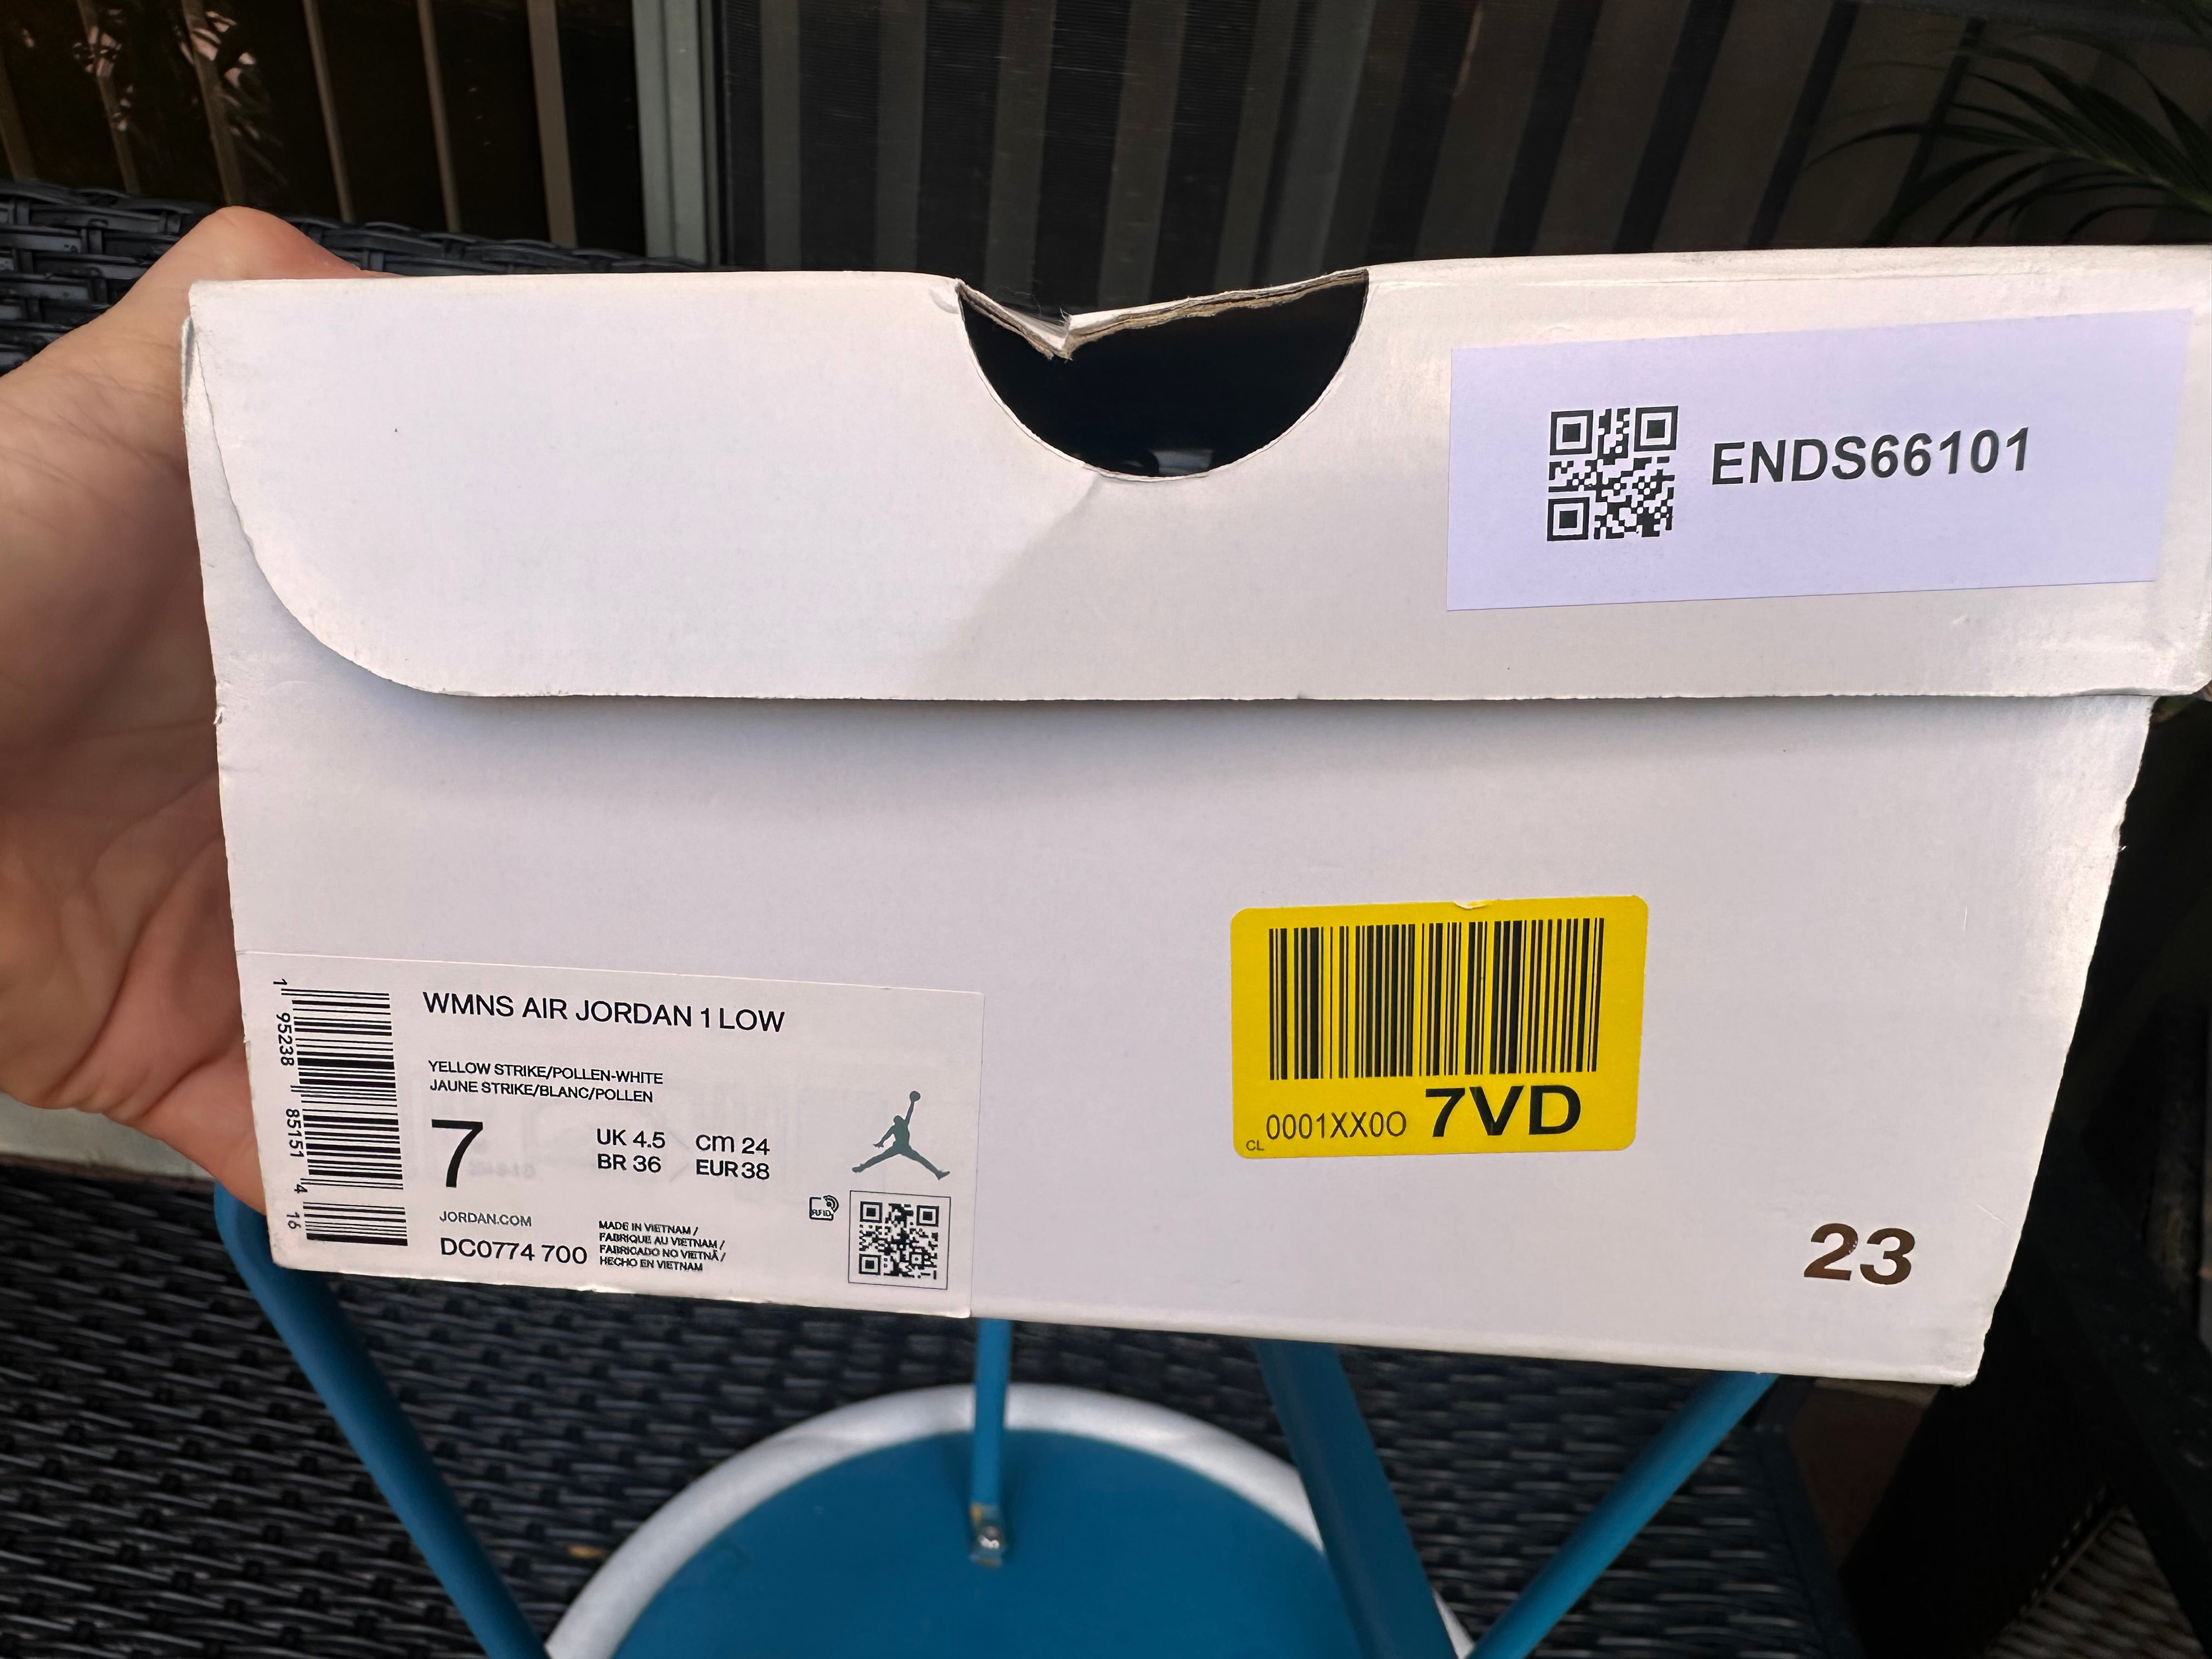 ENDS66101
WMNS AIR JORDAN 1 LOW
YELLOW STRIKE/POLLEN-WHITE
JAUNE STRIKE/BLANC/POLLEN
7
UK 4.5
cm 24
BR 36
EUR 38
JORDAN.COM
DC0774 700
MADE IN VIETNAM /
FABRIQUE AU VIETNAM /
FABRICADO NO VIETNÃ /
HECHO EN VIETNAM
RFID
1 95238 85151 4 16
CL 0001XX0O 7VD
23